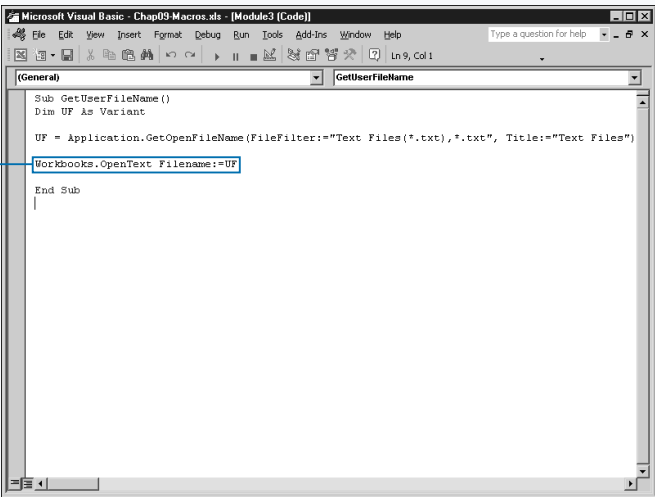 Microsoft Visual Basic - Chap09-Macros.xls - [Module3 (Code)]
File Edit View Insert Format Debug Run Tools Add-Ins Window Help Type a question for help
Ln 9, Col 1
(General) GetUserFileName
Sub GetUserFileName()
Dim UF As Variant
UF = Application.GetOpenFileName(FileFilter:="Text Files(*.txt),*.txt", Title:="Text Files")
Workbooks.OpenText Filename:=UF
End Sub